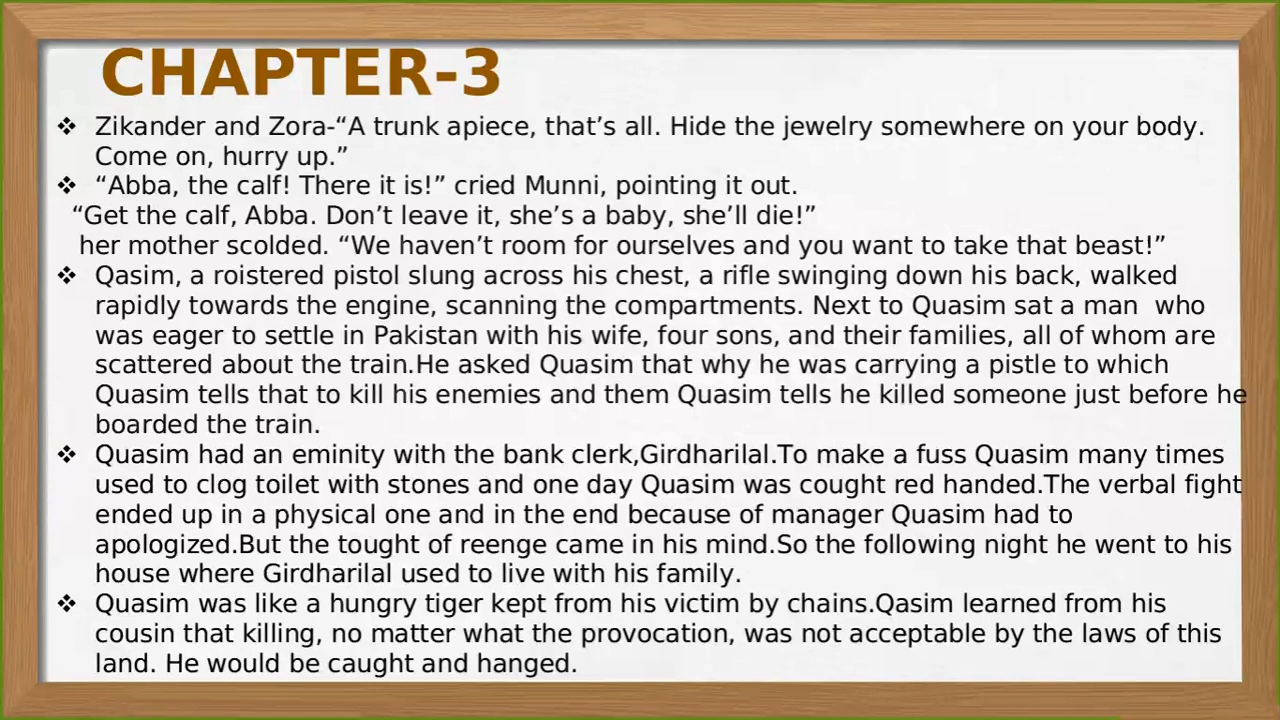 CHAPTER-3
❖ Zikander and Zora-“A trunk apiece, that’s all. Hide the jewelry somewhere on your body.
Come on, hurry up.”
❖ “Abba, the calf! There it is!” cried Munni, pointing it out.
“Get the calf, Abba. Don’t leave it, she’s a baby, she’ll die!”
her mother scolded. “We haven’t room for ourselves and you want to take that beast!”
❖ Qasim, a roistered pistol slung across his chest, a rifle swinging down his back, walked
rapidly towards the engine, scanning the compartments. Next to Quasim sat a man who
was eager to settle in Pakistan with his wife, four sons, and their families, all of whom are
scattered about the train.He asked Quasim that why he was carrying a pistle to which
Quasim tells that to kill his enemies and them Quasim tells he killed someone just before he
boarded the train.
❖ Quasim had an eminity with the bank clerk,Girdharilal.To make a fuss Quasim many times
used to clog toilet with stones and one day Quasim was cought red handed.The verbal fight
ended up in a physical one and in the end because of manager Quasim had to
apologized.But the tought of reenge came in his mind.So the following night he went to his
house where Girdharilal used to live with his family.
❖ Quasim was like a hungry tiger kept from his victim by chains.Qasim learned from his
cousin that killing, no matter what the provocation, was not acceptable by the laws of this
land. He would be caught and hanged.